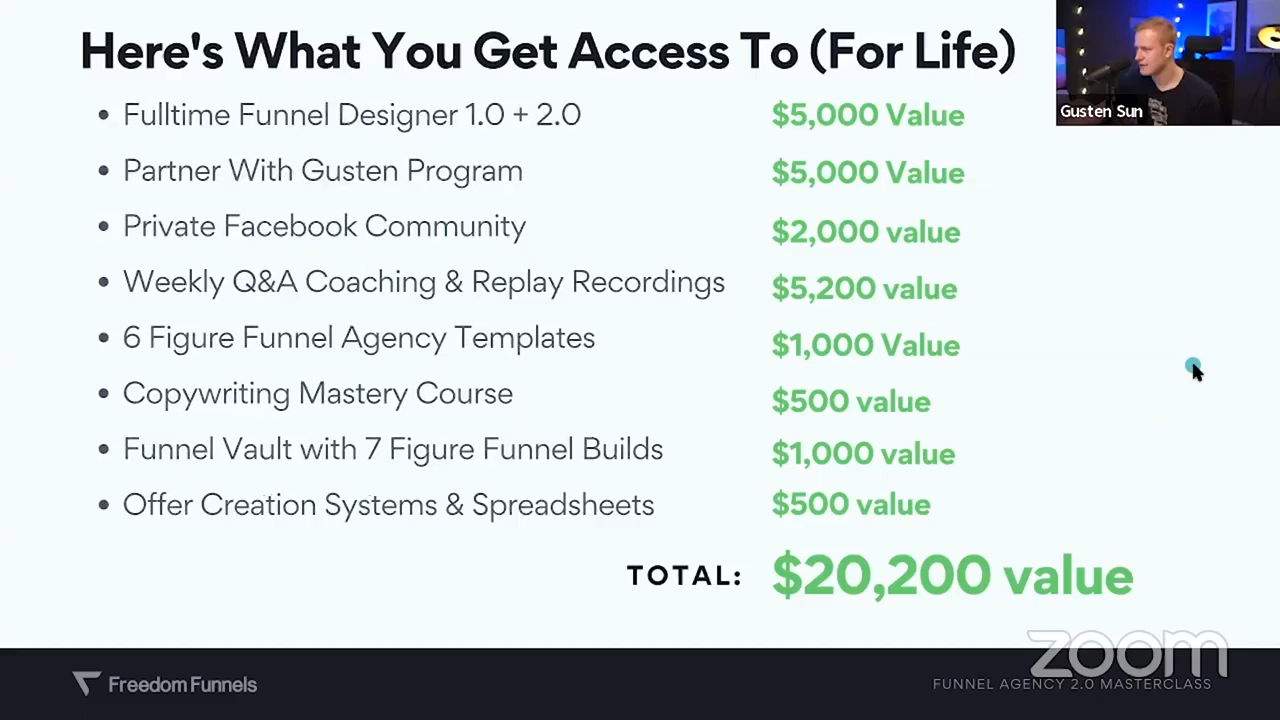 Here's What You Get Access To (For Life)
Gusten Sun
• Fulltime Funnel Designer 1.0 + 2.0 $5,000 Value
• Partner With Gusten Program $5,000 Value
• Private Facebook Community $2,000 value
• Weekly Q&A Coaching & Replay Recordings $5,200 value
• 6 Figure Funnel Agency Templates $1,000 Value
• Copywriting Mastery Course $500 value
• Funnel Vault with 7 Figure Funnel Builds $1,000 value
• Offer Creation Systems & Spreadsheets $500 value
TOTAL: $20,200 value
zoom
Freedom Funnels
FUNNEL AGENCY 2.0 MASTERCLASS